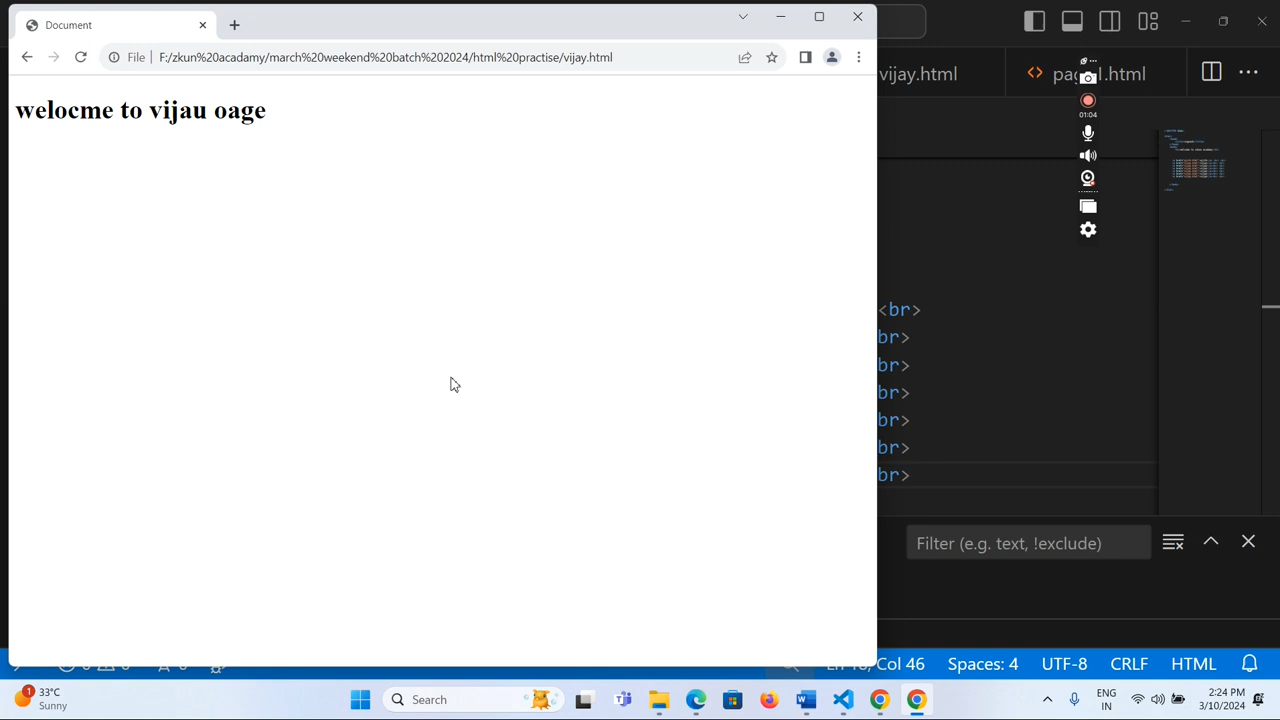 Document
File
F:/zkun%20acadamy/march%20weekend%20batch%202024/html%20practise/vijay.html
welocme to vijau oage
vijay.html
.html
01:04
<br>
br>
br>
br>
br>
br>
br>
Filter (e.g. text, !exclude)
Col 46
Spaces: 4
UTF-8
CRLF
HTML
1
33°C
Sunny
Search
ENG
IN
2:24 PM
3/10/2024